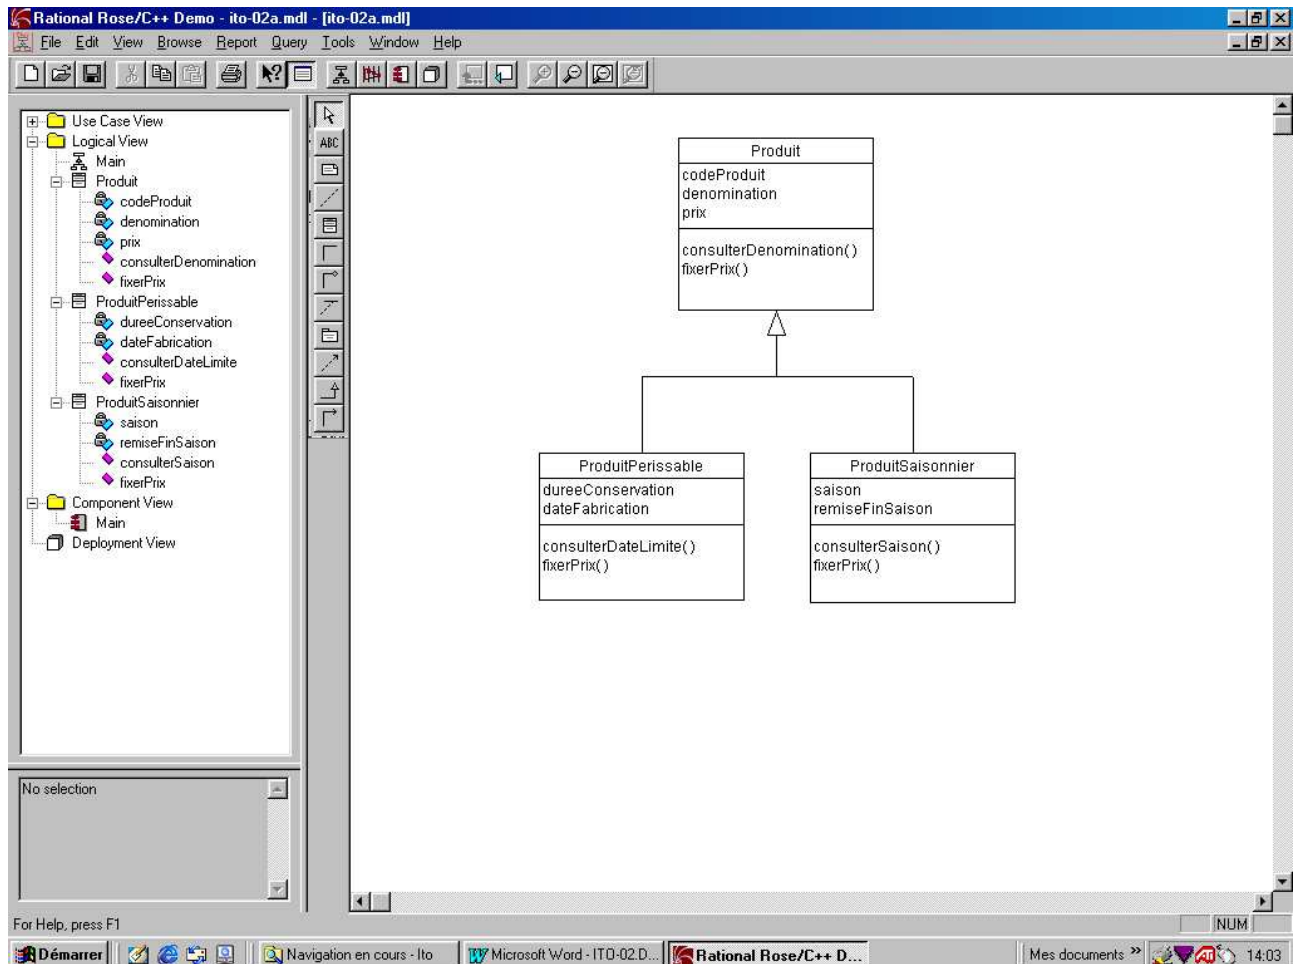 Rational Rose/C++ Demo - ito-02a.mdl - [ito-02a.mdl]
File Edit View Browse Report Query Tools Window Help
Use Case View
Logical View
Main
Produit
codeProduit
denomination
prix
consulterDenomination
fixerPrix
ProduitPerissable
dureeConservation
dateFabrication
consulterDateLimite
fixerPrix
ProduitSaisonnier
saison
remiseFinSaison
consulterSaison
fixerPrix
Component View
Main
Deployment View
No selection
ABC
Produit
codeProduit
denomination
prix
consulterDenomination()
fixerPrix()
ProduitPerissable
dureeConservation
dateFabrication
consulterDateLimite()
fixerPrix()
ProduitSaisonnier
saison
remiseFinSaison
consulterSaison()
fixerPrix()
For Help, press F1
NUM
Démarrer
Navigation en cours - Ito
Microsoft Word - ITO-02.D...
Rational Rose/C++ D...
Mes documents »
14:03